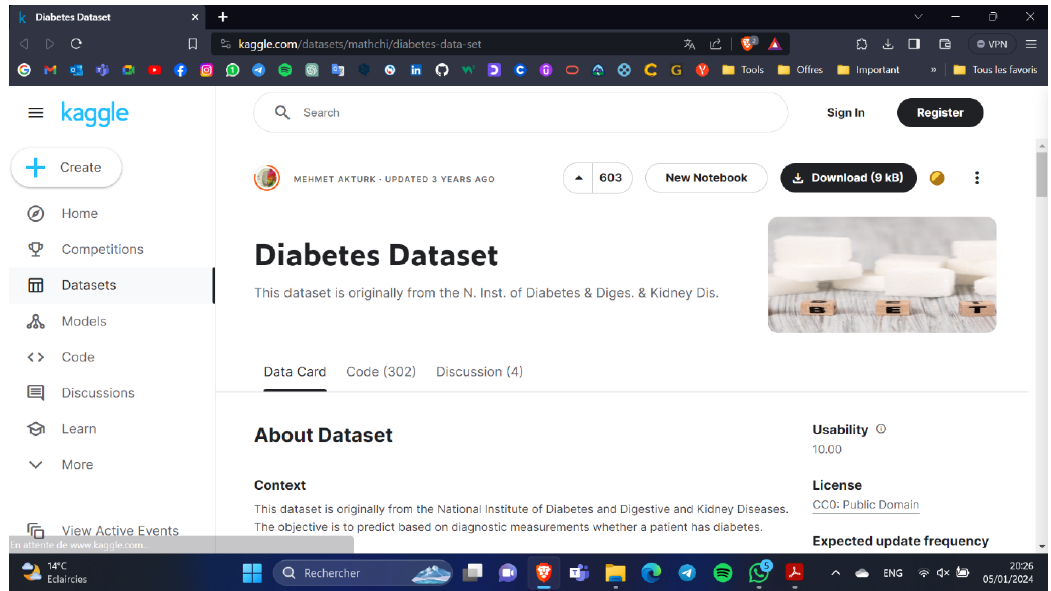 Diabetes Dataset
kaggle.com/datasets/mathchi/diabetes-data-set
VPN
Tools
Offres
Important
»
Tous les favoris
kaggle
Search
Sign In
Register
Create
MEHMET AKTURK · UPDATED 3 YEARS AGO
603
New Notebook
Download (9 kB)
Home
Competitions
Datasets
Models
Code
Discussions
Learn
More
View Active Events
En attente de www.kaggle.com...
Diabetes Dataset
This dataset is originally from the N. Inst. of Diabetes & Diges. & Kidney Dis.
B E T
Data Card
Code (302)
Discussion (4)
About Dataset
Context
This dataset is originally from the National Institute of Diabetes and Digestive and Kidney Diseases.
The objective is to predict based on diagnostic measurements whether a patient has diabetes.
Usability
10.00
License
CC0: Public Domain
Expected update frequency
14°C
Eclaircies
Rechercher
5
ENG
20:26
05/01/2024